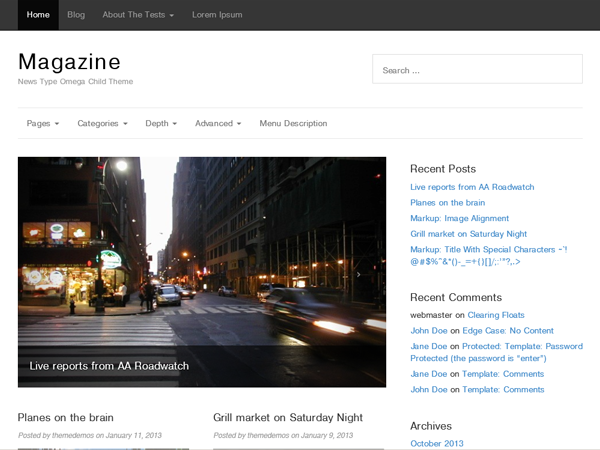 Home Blog About The Tests Lorem Ipsum
Magazine
News Type Omega Child Theme
Search ...
Pages Categories Depth Advanced Menu Description
Live reports from AA Roadwatch
Planes on the brain
Posted by themedemos on January 11, 2013
Grill market on Saturday Night
Posted by themedemos on January 9, 2013
Recent Posts
Live reports from AA Roadwatch
Planes on the brain
Markup: Image Alignment
Grill market on Saturday Night
Markup: Title With Special Characters ~`!
@#$%^&*()-_=+{}[]/;:'"?,.>
Recent Comments
webmaster on Clearing Floats
John Doe on Edge Case: No Content
Jane Doe on Protected: Template: Password
Protected (the password is "enter")
Jane Doe on Template: Comments
John Doe on Template: Comments
Archives
October 2013